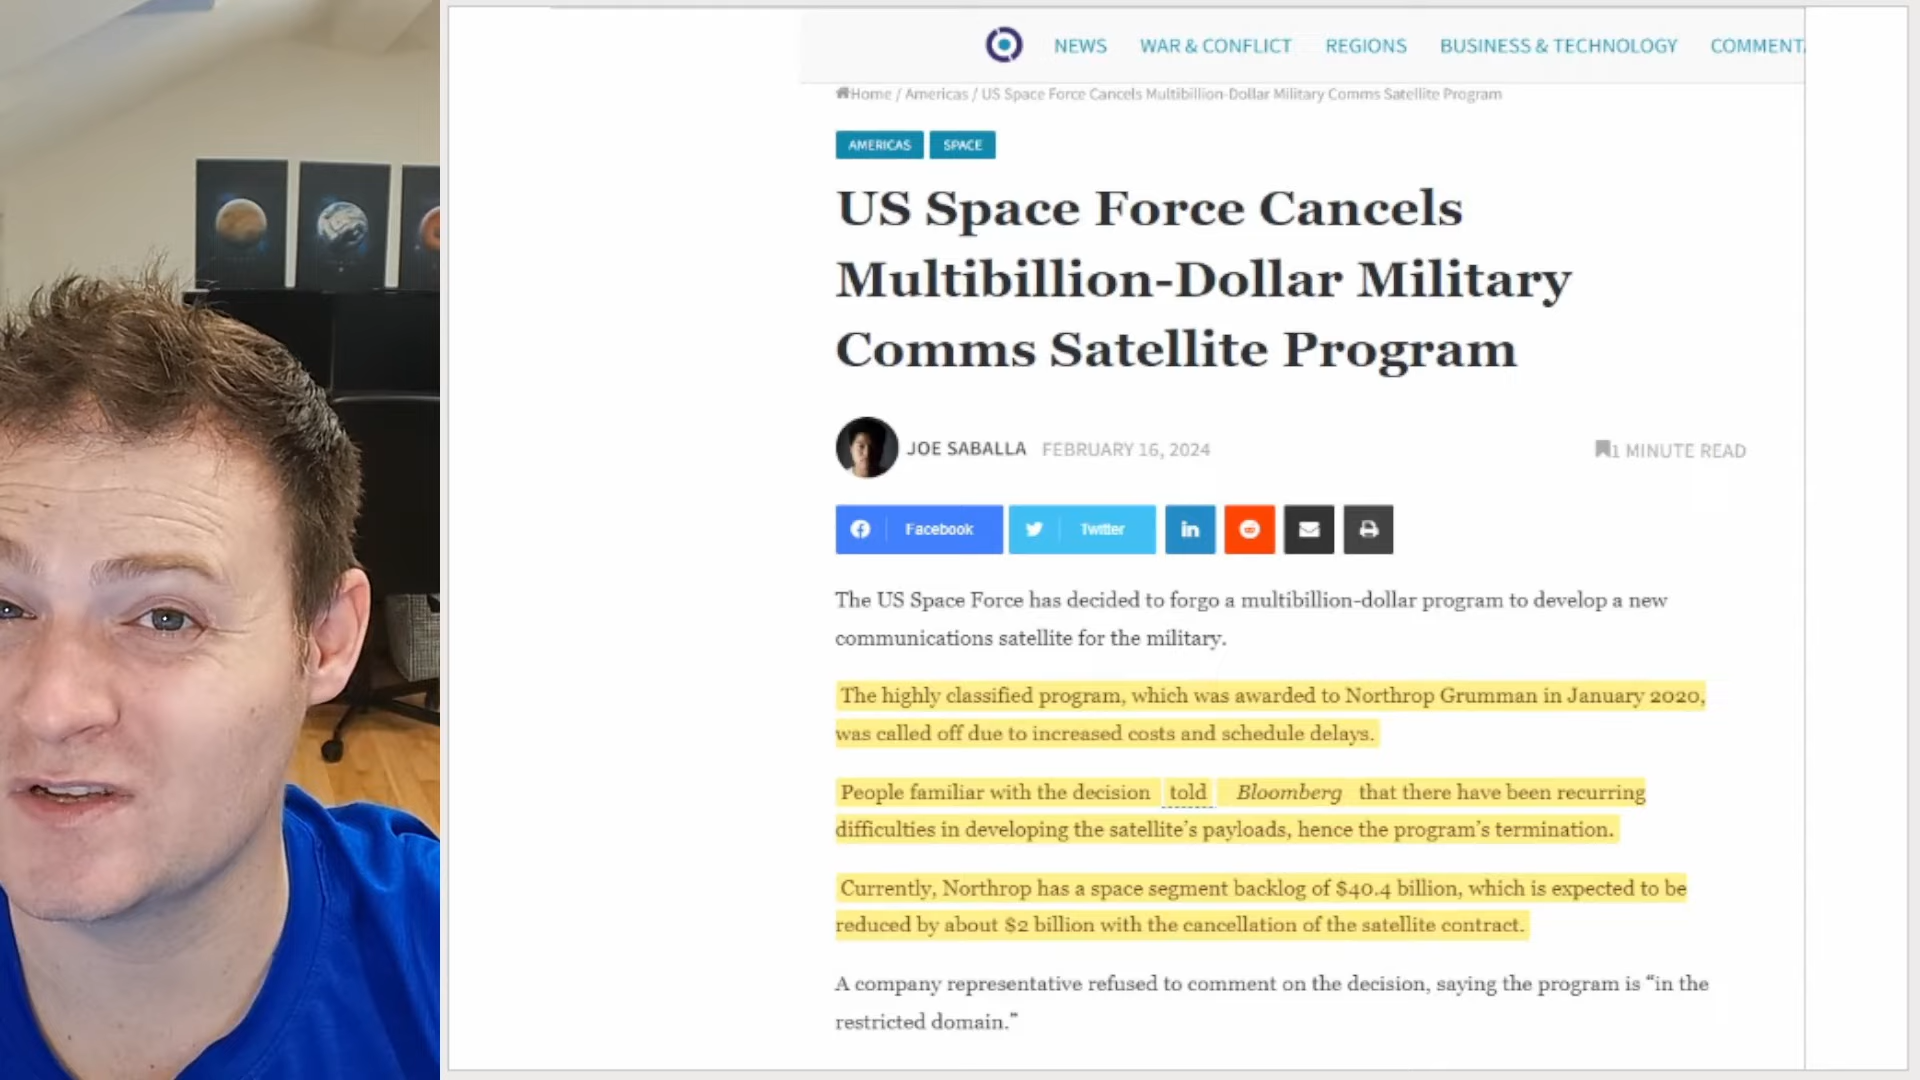 NEWS WAR & CONFLICT REGIONS BUSINESS & TECHNOLOGY COMMENTA
Home / Americas / US Space Force Cancels Multibillion-Dollar Military Comms Satellite Program
AMERICAS SPACE
US Space Force Cancels
Multibillion-Dollar Military
Comms Satellite Program
JOE SABALLA FEBRUARY 16, 2024 1 MINUTE READ
Facebook Twitter in
The US Space Force has decided to forgo a multibillion-dollar program to develop a new
communications satellite for the military.
The highly classified program, which was awarded to Northrop Grumman in January 2020,
was called off due to increased costs and schedule delays.
People familiar with the decision told Bloomberg that there have been recurring
difficulties in developing the satellite’s payloads, hence the program’s termination.
Currently, Northrop has a space segment backlog of $40.4 billion, which is expected to be
reduced by about $2 billion with the cancellation of the satellite contract.
A company representative refused to comment on the decision, saying the program is “in the
restricted domain.”